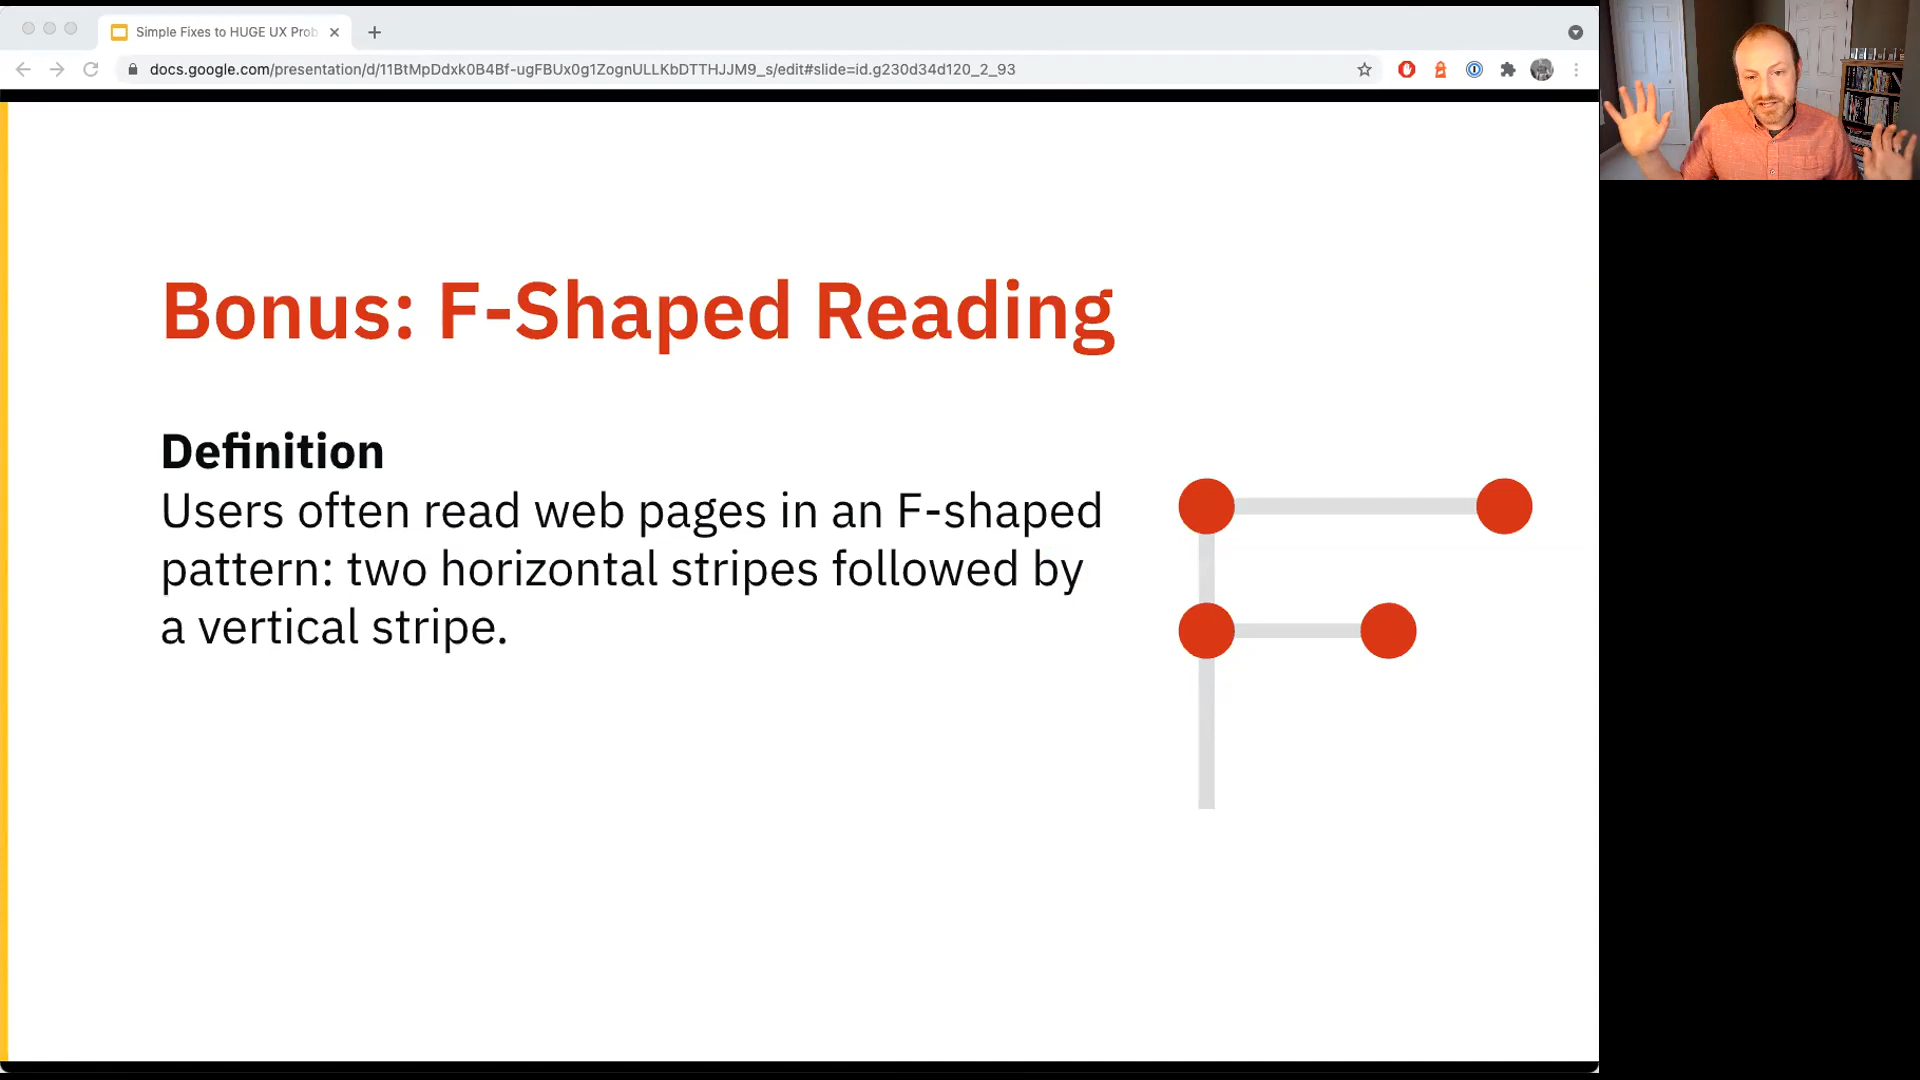 Simple Fixes to HUGE UX Prob
docs.google.com/presentation/d/11BtMpDdxk0B4Bf-ugFBUx0g1ZognULLKbDTTHJJM9_s/edit#slide=id.g230d34d120_2_93
Bonus: F-Shaped Reading
Definition
Users often read web pages in an F-shaped
pattern: two horizontal stripes followed by
a vertical stripe.